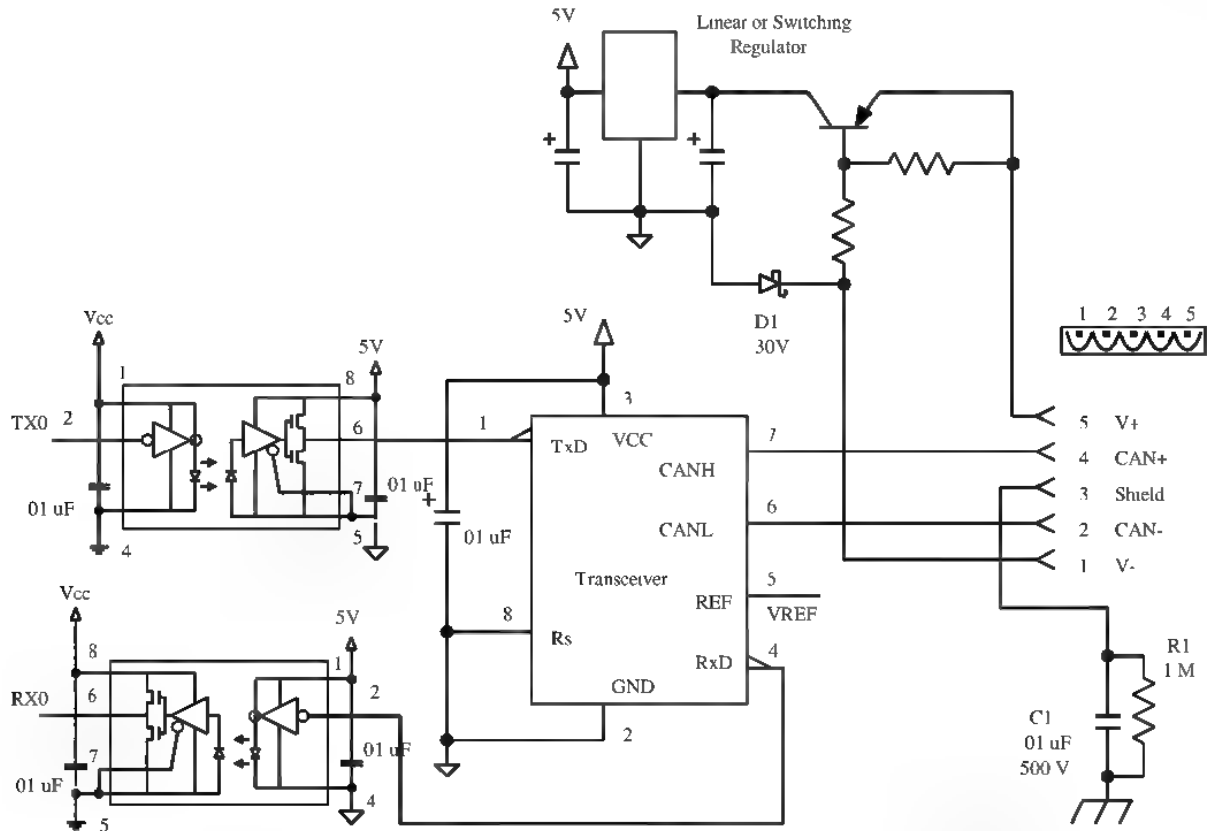 5V
Linear or Switching
Regulator
+
+
D1
30V
1 2 3 4 5
Vcc
1
TX0 2
01 uF
4
5V
8
6
7
01 uF
5
5V
+
01 uF
1
3
TxD
VCC
CANH
7
CANL
6
Transceiver
REF
5
VREF
8
Rs
RxD
4
GND
2
5 V+
4 CAN+
3 Shield
2 CAN-
1 V-
Vcc
8
RX0 6
7
01 uF
5
5V
1
2
01 uF
4
R1
1 M
C1
01 uF
500 V